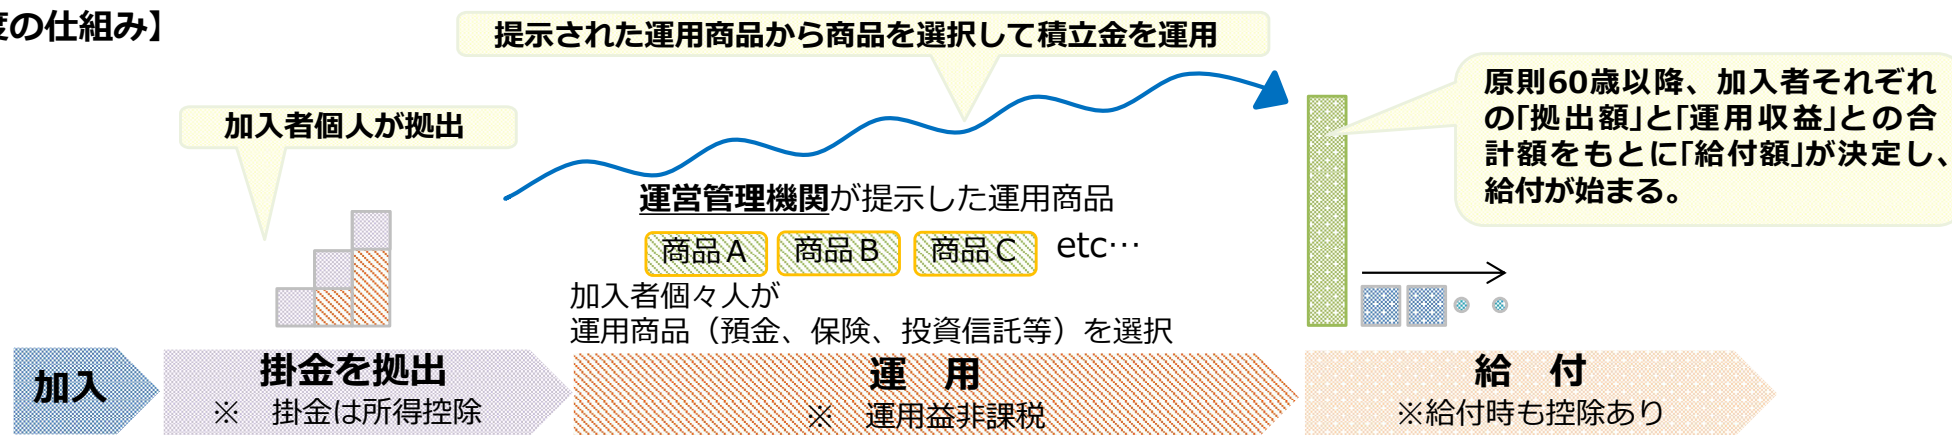 度の仕組み】
提示された運用商品から商品を選択して積立金を運用
加入者個人が拠出
原則60歳以降、加入者それぞれ
の「拠出額」と「運用収益」との合
計額をもとに「給付額」が決定し、
給付が始まる。
運営管理機関が提示した運用商品
商品A 商品B 商品C etc…
加入者個々人が
運用商品（預金、保険、投資信託等）を選択
加入
掛金を拠出
※　掛金は所得控除
運　用
※　運用益非課税
給　付
※給付時も控除あり